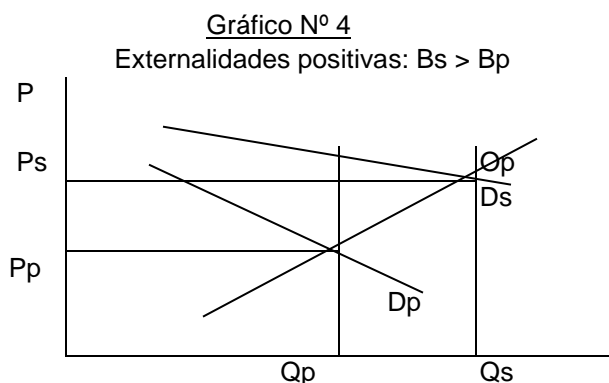 Gráfico Nº 4
Externalidades positivas: Bs > Bp
P
Ps
Op
Ds
Pp
Dp
Qp
Qs